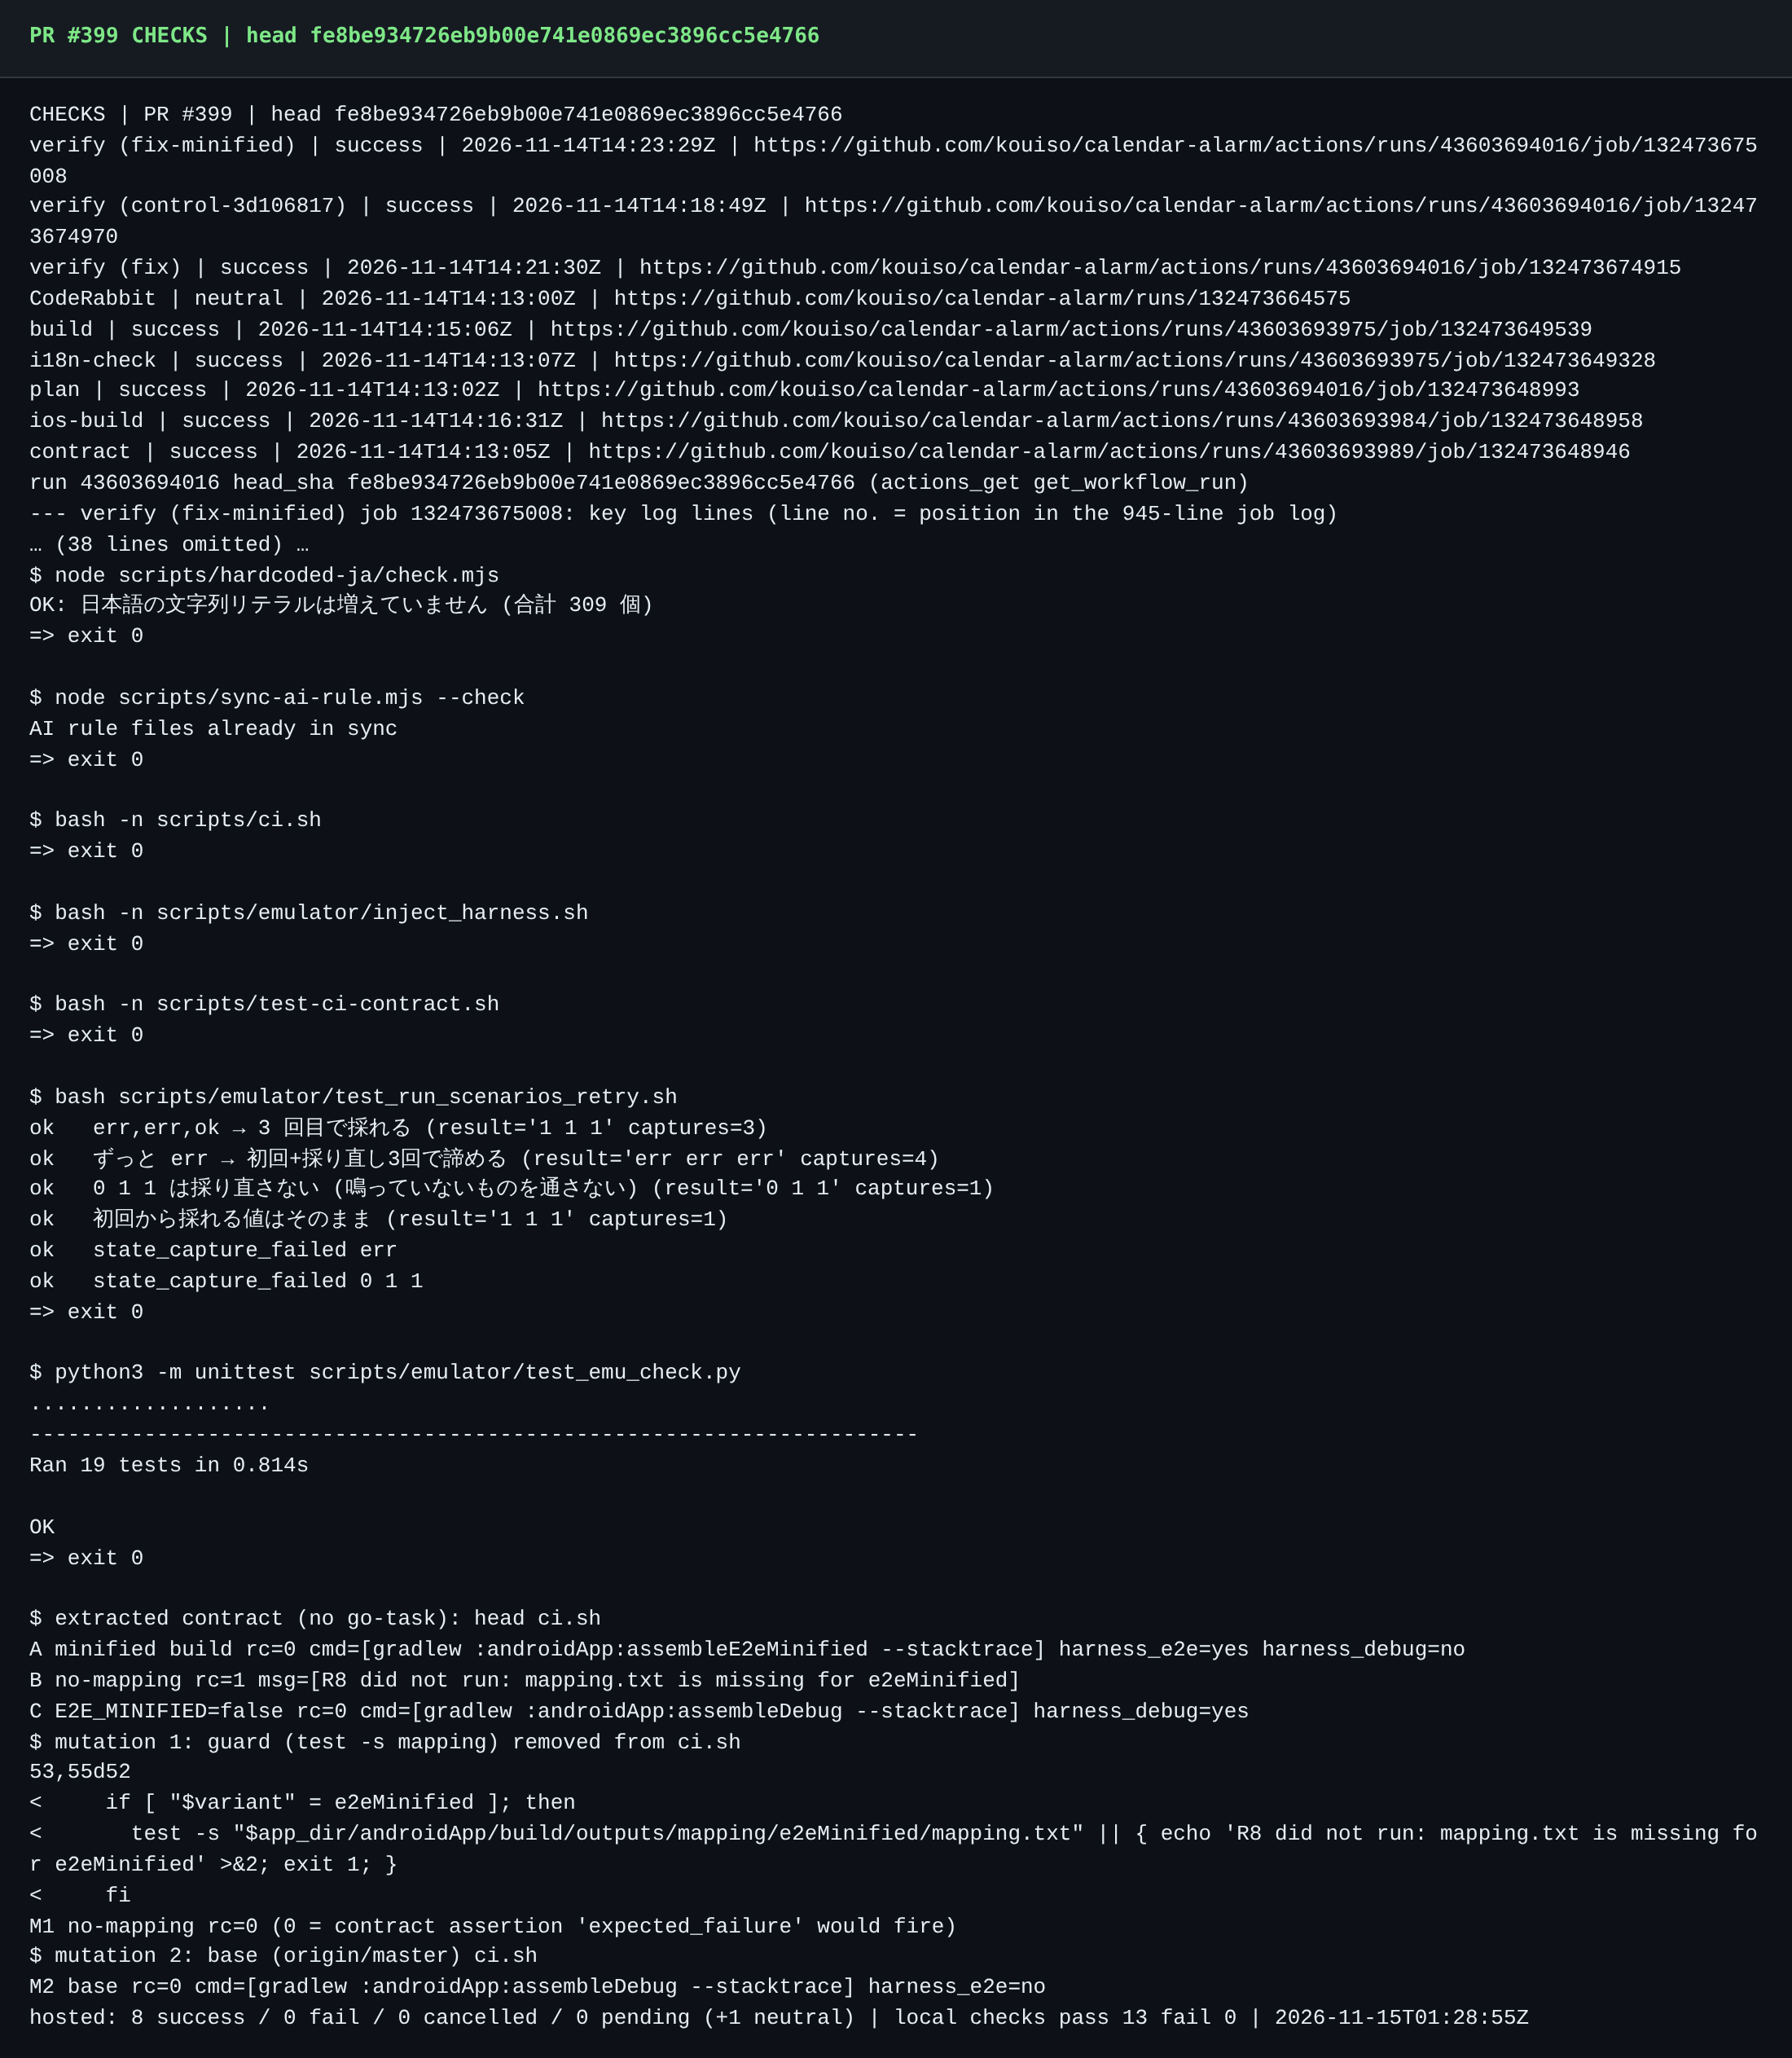 PR #399 CHECKS | head fe8be934726eb9b00e741e0869ec3896cc5e4766
CHECKS | PR #399 | head fe8be934726eb9b00e741e0869ec3896cc5e4766
verify (fix-minified) | success | 2026-11-14T14:23:29Z | https://github.com/kouiso/calendar-alarm/actions/runs/43603694016/job/132473675
008
verify (control-3d106817) | success | 2026-11-14T14:18:49Z | https://github.com/kouiso/calendar-alarm/actions/runs/43603694016/job/13247
3674970
verify (fix) | success | 2026-11-14T14:21:30Z | https://github.com/kouiso/calendar-alarm/actions/runs/43603694016/job/132473674915
CodeRabbit | neutral | 2026-11-14T14:13:00Z | https://github.com/kouiso/calendar-alarm/runs/132473664575
build | success | 2026-11-14T14:15:06Z | https://github.com/kouiso/calendar-alarm/actions/runs/43603693975/job/132473649539
i18n-check | success | 2026-11-14T14:13:07Z | https://github.com/kouiso/calendar-alarm/actions/runs/43603693975/job/132473649328
plan | success | 2026-11-14T14:13:02Z | https://github.com/kouiso/calendar-alarm/actions/runs/43603694016/job/132473648993
ios-build | success | 2026-11-14T14:16:31Z | https://github.com/kouiso/calendar-alarm/actions/runs/43603693984/job/132473648958
contract | success | 2026-11-14T14:13:05Z | https://github.com/kouiso/calendar-alarm/actions/runs/43603693989/job/132473648946
run 43603694016 head_sha fe8be934726eb9b00e741e0869ec3896cc5e4766 (actions_get get_workflow_run)
--- verify (fix-minified) job 132473675008: key log lines (line no. = position in the 945-line job log)
… (38 lines omitted) …
$ node scripts/hardcoded-ja/check.mjs
OK: 日本語の文字列リテラルは増えていません (合計 309 個)
=> exit 0
$ node scripts/sync-ai-rule.mjs --check
AI rule files already in sync
=> exit 0
$ bash -n scripts/ci.sh
=> exit 0
$ bash -n scripts/emulator/inject_harness.sh
=> exit 0
$ bash -n scripts/test-ci-contract.sh
=> exit 0
$ bash scripts/emulator/test_run_scenarios_retry.sh
ok   err,err,ok → 3 回目で採れる (result='1 1 1' captures=3)
ok   ずっと err → 初回+採り直し3回で諦める (result='err err err' captures=4)
ok   0 1 1 は採り直さない (鳴っていないものを通さない) (result='0 1 1' captures=1)
ok   初回から採れる値はそのまま (result='1 1 1' captures=1)
ok   state_capture_failed err
ok   state_capture_failed 0 1 1
=> exit 0
$ python3 -m unittest scripts/emulator/test_emu_check.py
...................
----------------------------------------------------------------------
Ran 19 tests in 0.814s
OK
=> exit 0
$ extracted contract (no go-task): head ci.sh
A minified build rc=0 cmd=[gradlew :androidApp:assembleE2eMinified --stacktrace] harness_e2e=yes harness_debug=no
B no-mapping rc=1 msg=[R8 did not run: mapping.txt is missing for e2eMinified]
C E2E_MINIFIED=false rc=0 cmd=[gradlew :androidApp:assembleDebug --stacktrace] harness_debug=yes
$ mutation 1: guard (test -s mapping) removed from ci.sh
53,55d52
<     if [ "$variant" = e2eMinified ]; then
<       test -s "$app_dir/androidApp/build/outputs/mapping/e2eMinified/mapping.txt" || { echo 'R8 did not run: mapping.txt is missing fo
r e2eMinified' >&2; exit 1; }
<     fi
M1 no-mapping rc=0 (0 = contract assertion 'expected_failure' would fire)
$ mutation 2: base (origin/master) ci.sh
M2 base rc=0 cmd=[gradlew :androidApp:assembleDebug --stacktrace] harness_e2e=no
hosted: 8 success / 0 fail / 0 cancelled / 0 pending (+1 neutral) | local checks pass 13 fail 0 | 2026-11-15T01:28:55Z